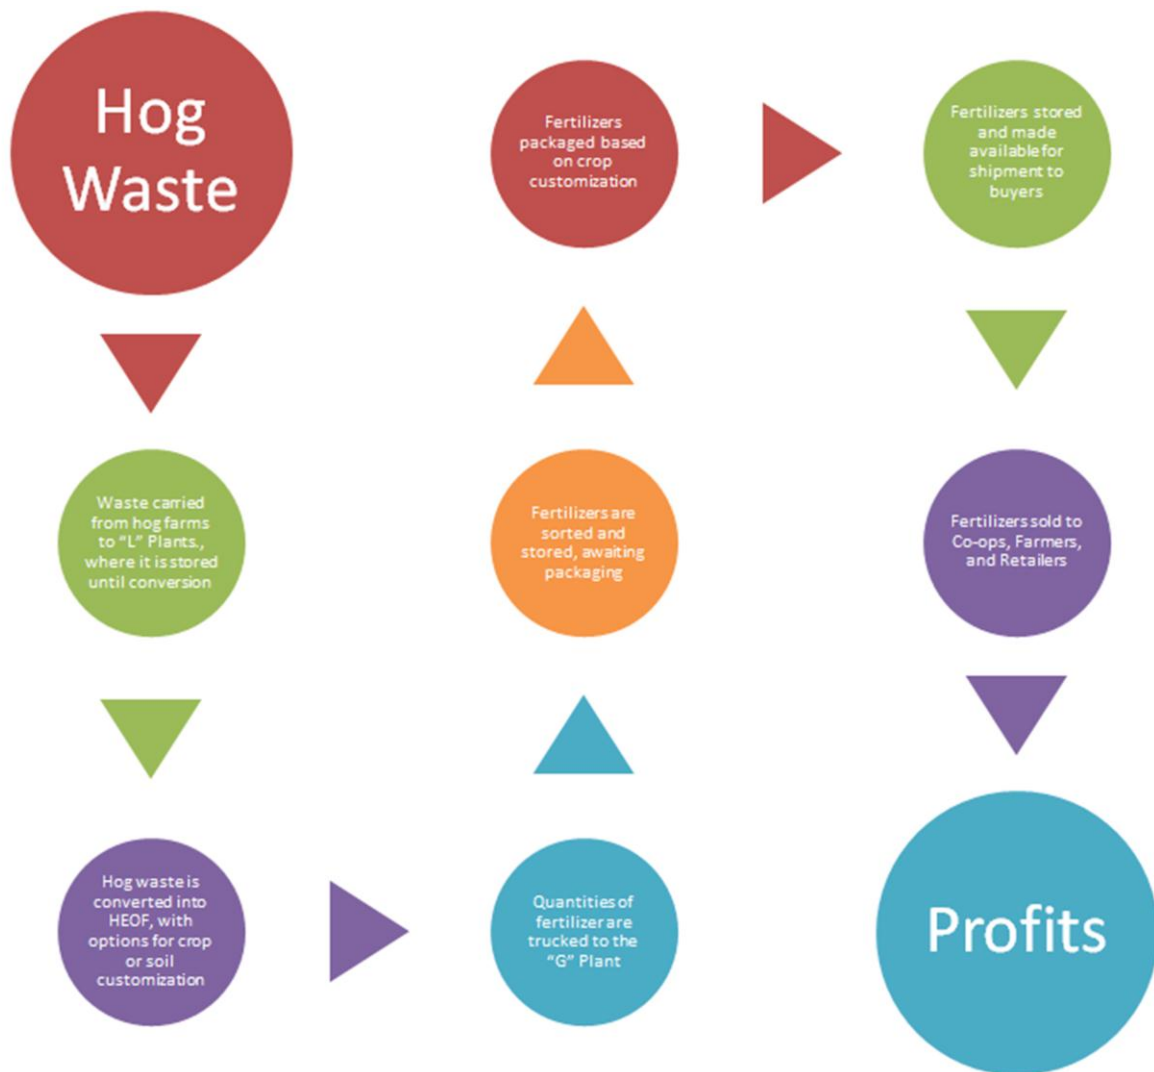 Hog
Waste
Waste carried
from hog farms
to “L” Plants.,
where it is stored
until conversion
Hog waste is
converted into
HEOF, with
options for crop
or soil
customization
Quantities of
fertilizer are
trucked to the
“G” Plant
Fertilizers are
sorted and
stored, awaiting
packaging
Fertilizers
packaged based
on crop
customization
Fertilizers stored
and made
available for
shipment to
buyers
Fertilizers sold to
Co-ops, Farmers,
and Retailers
Profits